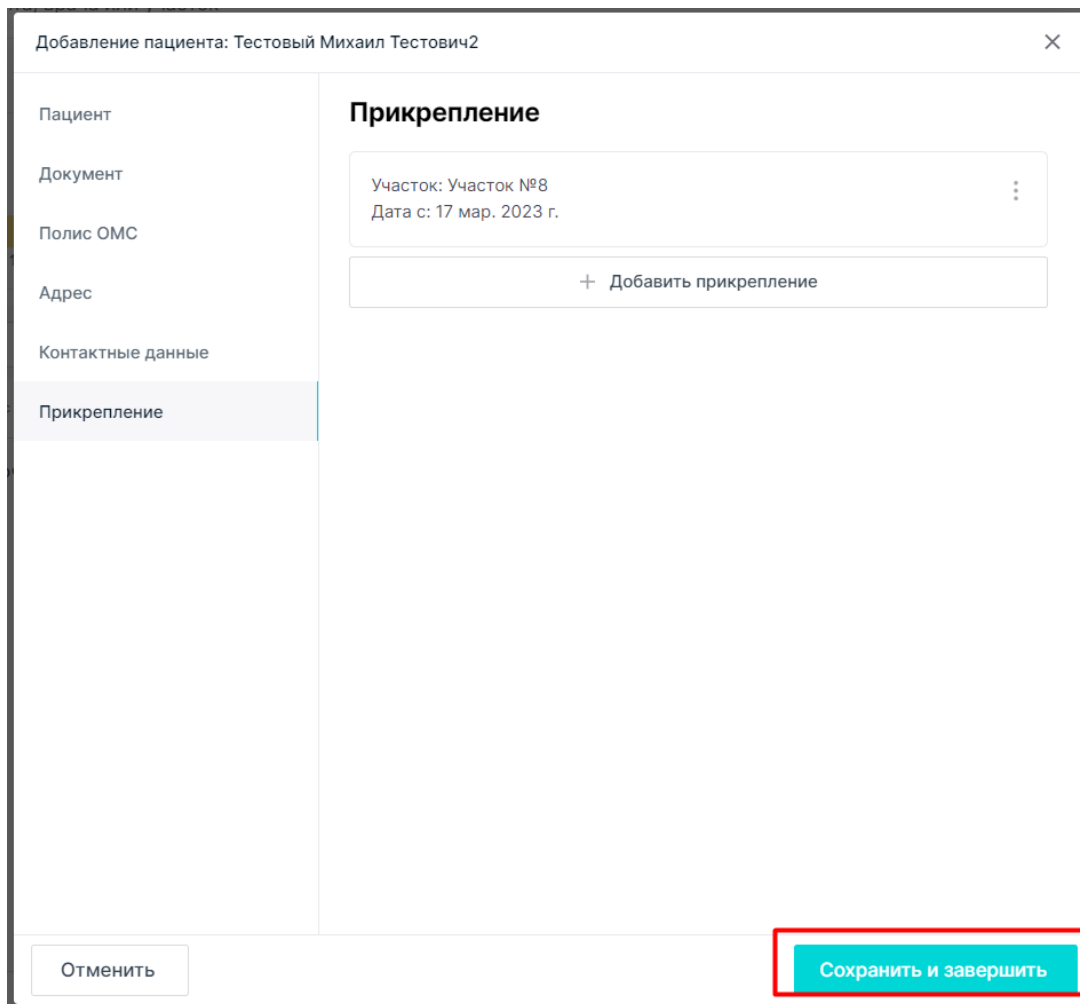 Добавление пациента: Тестовый Михаил Тестович2
Пациент
Документ
Полис ОМС
Адрес
Контактные данные
Прикрепление
Прикрепление
Участок: Участок №8
Дата с: 17 мар. 2023 г.
Добавить прикрепление
Отменить
Сохранить и завершить